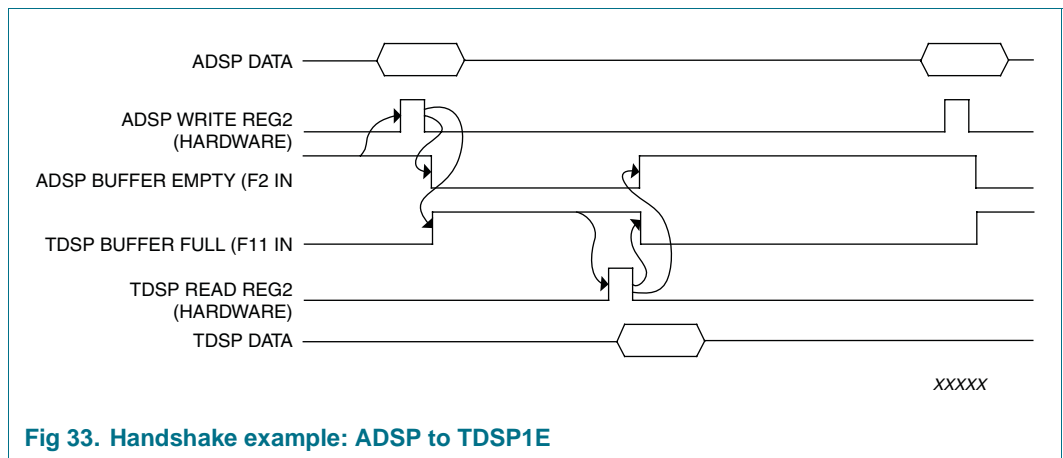 ADSP DATA
ADSP WRITE REG2
(HARDWARE)
ADSP BUFFER EMPTY (F2 IN
TDSP BUFFER FULL (F11 IN
TDSP READ REG2
(HARDWARE)
TDSP DATA
XXXXX
Fig 33. Handshake example: ADSP to TDSP1E